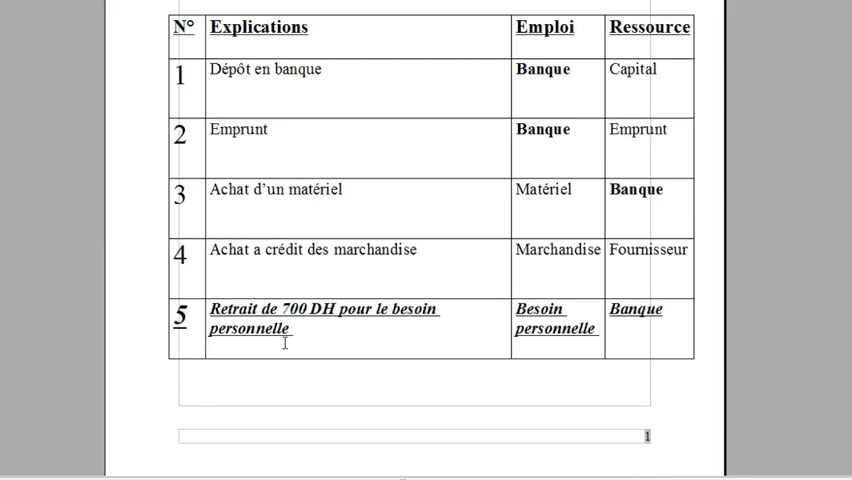 N° Explications Emploi Ressource
1 Dépôt en banque Banque Capital
2 Emprunt Banque Emprunt
3 Achat d’un matériel Matériel Banque
4 Achat a crédit des marchandise Marchandise Fournisseur
5 Retrait de 700 DH pour le besoin Besoin Banque
personnelle personnelle
1